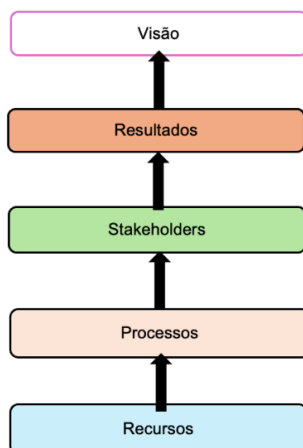 Visão
Resultados
Stakeholders
Processos
Recursos